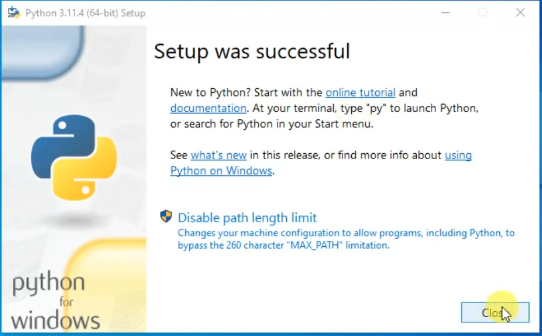 Python 3.11.4 (64-bit) Setup
Setup was successful
New to Python? Start with the online tutorial and
documentation. At your terminal, type "py" to launch Python,
or search for Python in your Start menu.
See what's new in this release, or find more info about using
Python on Windows.
Disable path length limit
Changes your machine configuration to allow programs, including Python, to
bypass the 260 character "MAX_PATH" limitation.
python
for
windows